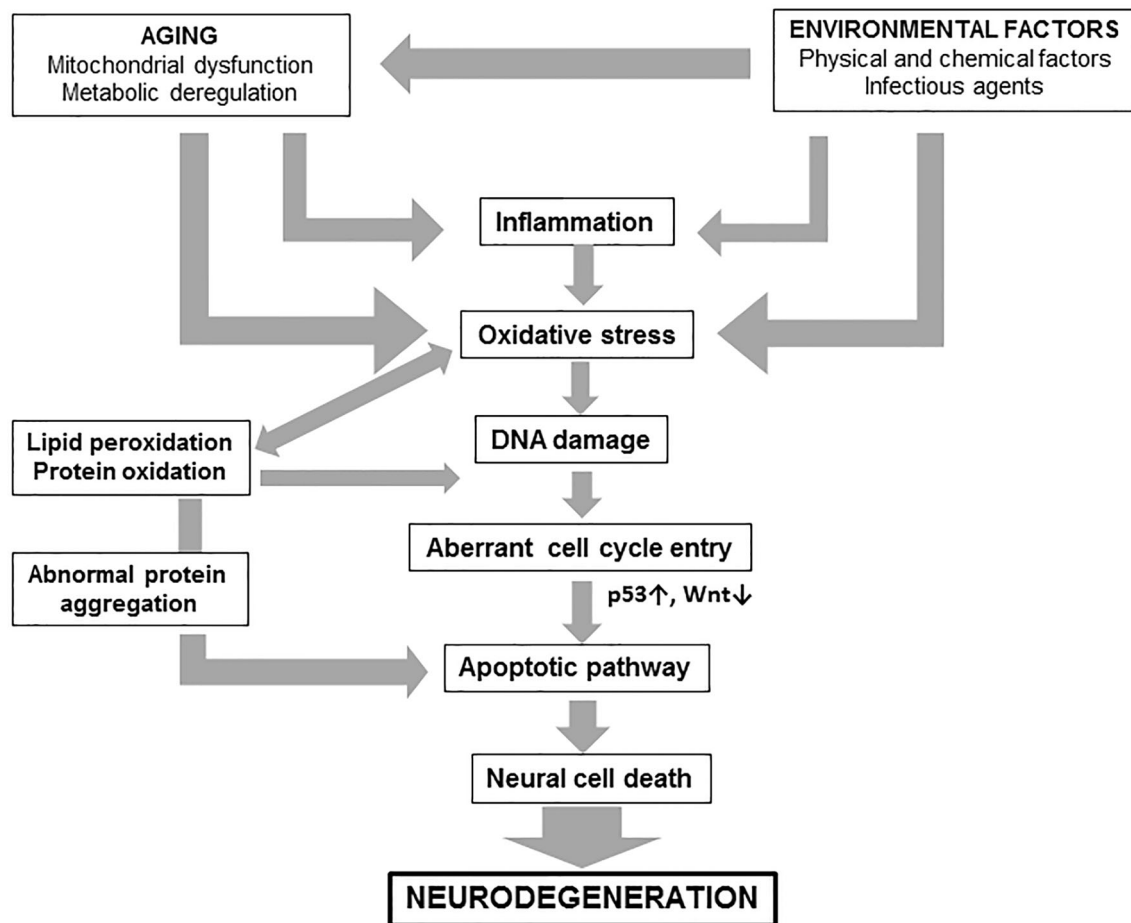 AGING
Mitochondrial dysfunction
Metabolic deregulation
ENVIRONMENTAL FACTORS
Physical and chemical factors
Infectious agents
Inflammation
Oxidative stress
Lipid peroxidation
Protein oxidation
DNA damage
Aberrant cell cycle entry
Abnormal protein
aggregation
p53↑, Wnt↓
Apoptotic pathway
Neural cell death
NEURODEGENERATION